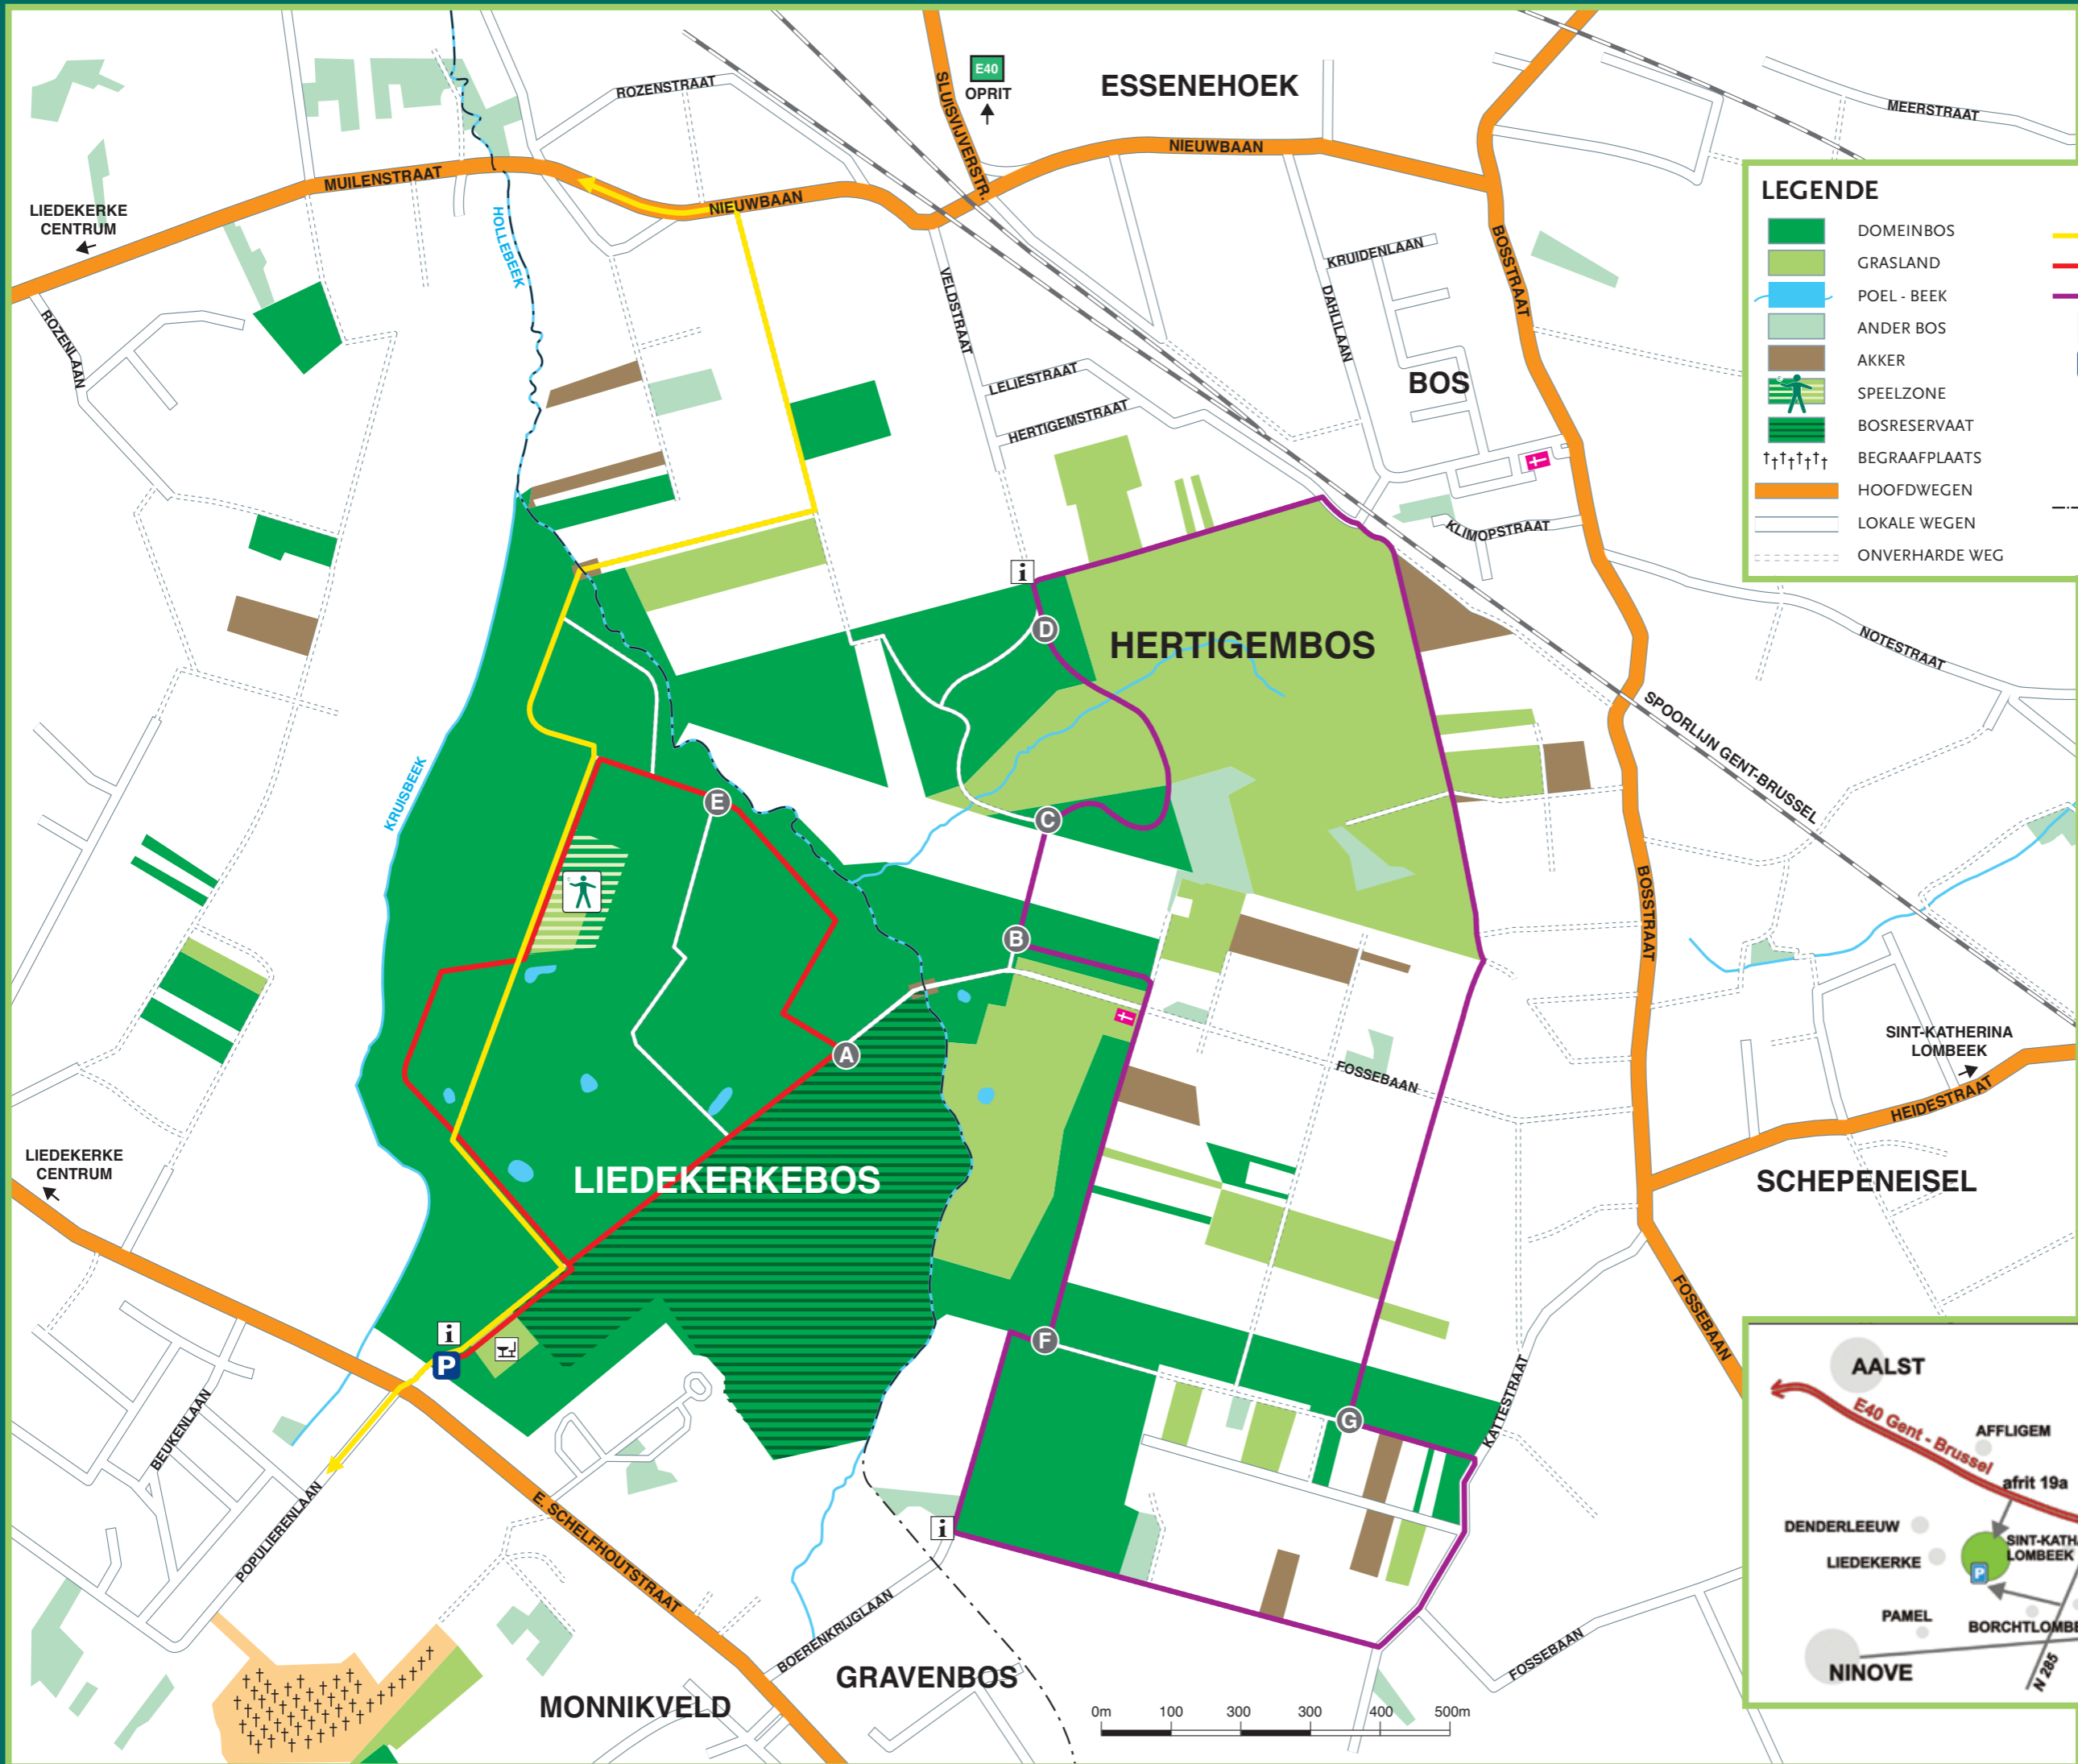 ROZENSTRAAT
SLUISVIJVERSTR.
E40
OPRIT
ESSENEHOEK
MEERSTRAAT
NIEUWBAAN
MUILENSTRAAT
NIEUWBAAN
LIEDEKERKE
CENTRUM
HOLLEBEEK
ROZENLAAN
VELDSTRAAT
KRUIDENLAAN
DAHLILAAN
BOSSTRAAT
LELIESTRAAT
HERTIGEMSTRAAT
BOS
KLIMOPSTRAAT
LEGENDE
DOMEINBOS
GRASLAND
POEL - BEEK
ANDER BOS
AKKER
SPEELZONE
BOSRESERVAAT
BEGRAAFPLAATS
HOOFDWEGEN
LOKALE WEGEN
ONVERHARDE WEG
i
D
HERTIGEMBOS
NOTESTRAAT
SPOORLIJN GENT-BRUSSEL
KRUISBEEK
E
C
B
BOSSTRAAT
A
FOSSEBAAN
SINT-KATHERINA
LOMBEEK
HEIDESTRAAT
LIEDEKERKE
CENTRUM
LIEDEKERKEBOS
SCHEPENEISEL
FOSSEBAAN
i
P
F
G
KATTESTRAAT
BEUKENLAAN
POPULIERENLAAN
E. SCHELFHOUTSTRAAT
i
BOERENKRIJGLAAN
GRAVENBOS
MONNIKVELD
FOSSEBAAN
0m 100 300 300 400 500m
AALST
E40 Gent - Brussel
AFFLIGEM
afrit 19a
DENDERLEEUW
SINT-KATH
LOMBEEK
LIEDEKERKE
P
PAMEL
BORCHTLOMBE
NINOVE
N 285